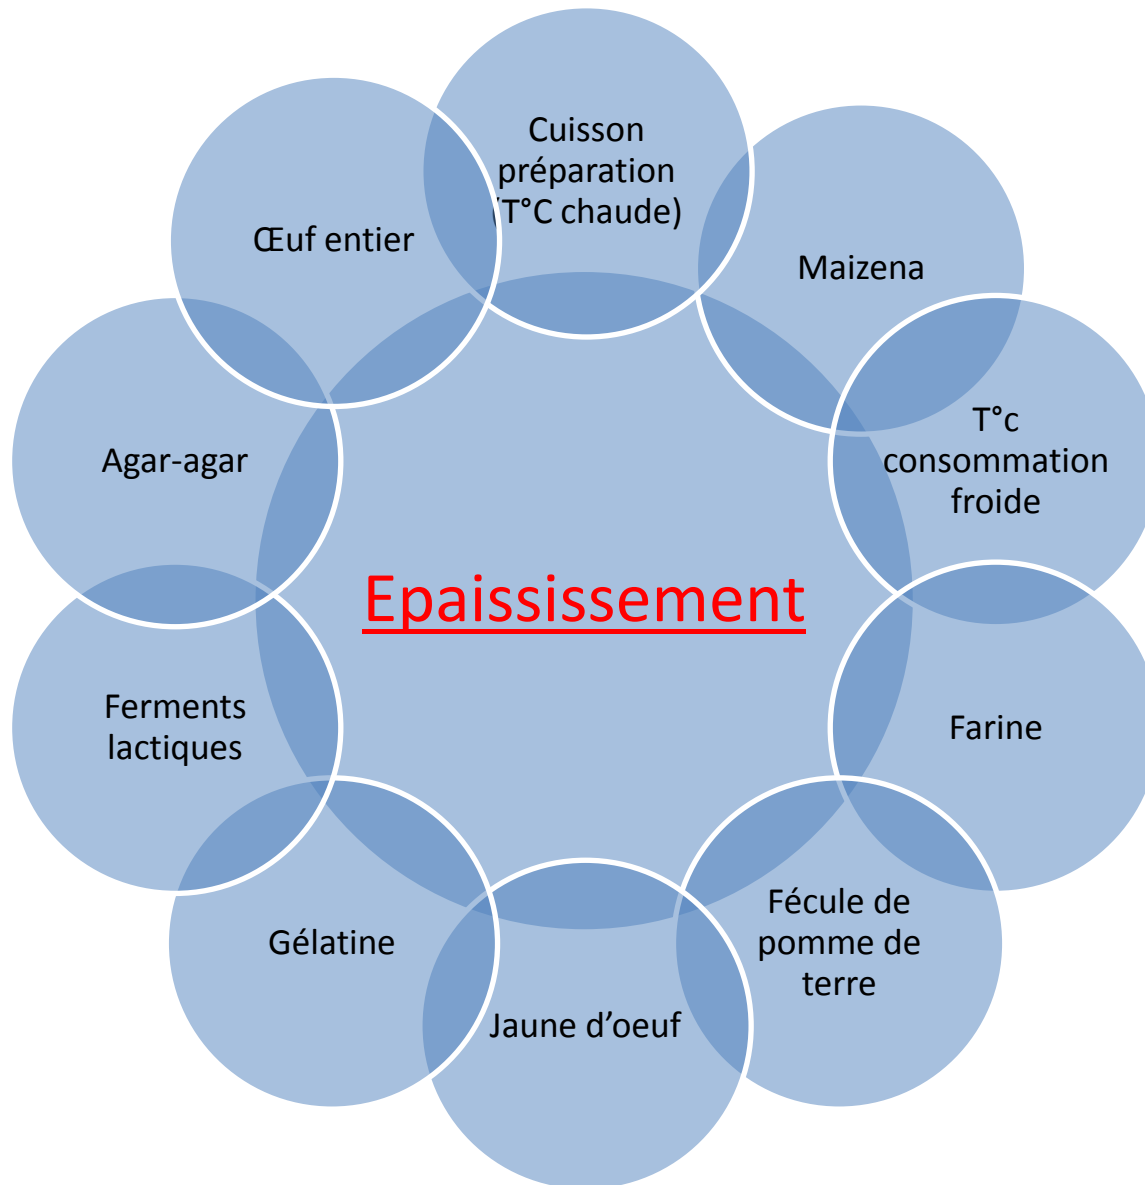 Cuisson
préparation
(T°C chaude)
Maizena
T°c
consommation
froide
Farine
Fécule de
pomme de
terre
Jaune d’oeuf
Gélatine
Ferments
lactiques
Agar-agar
Œuf entier
Epaississement